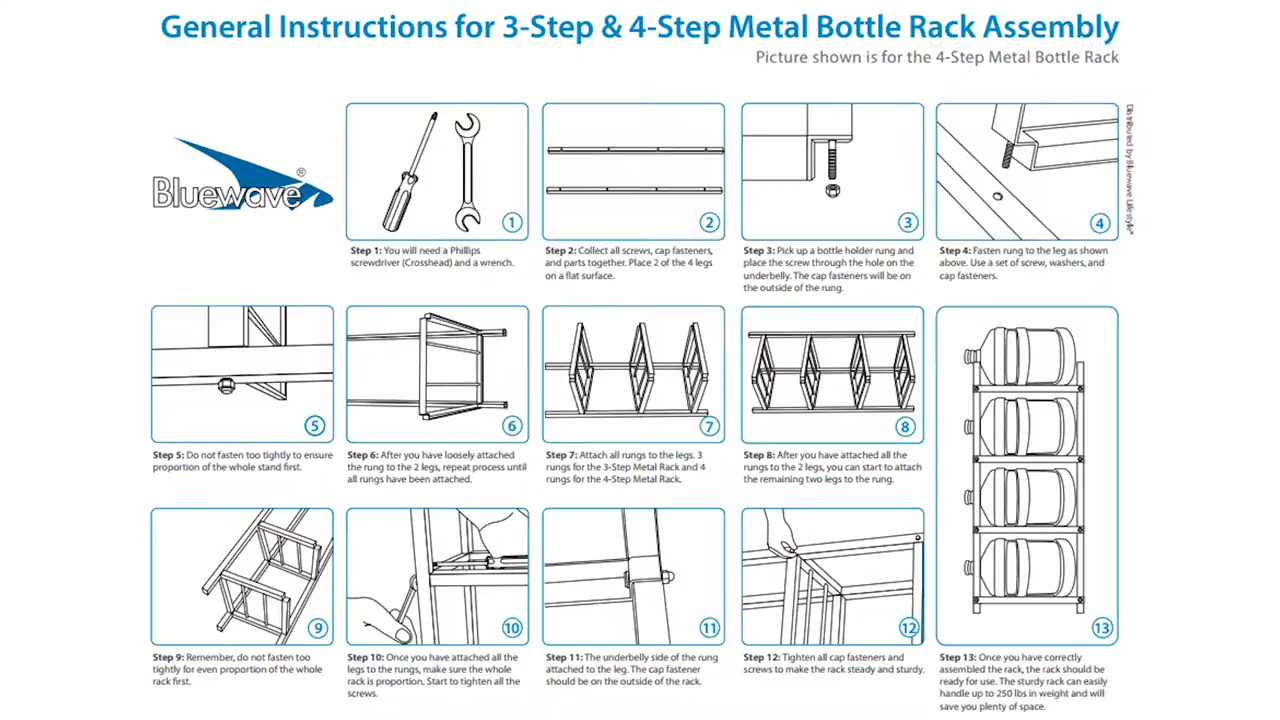 General Instructions for 3-Step & 4-Step Metal Bottle Rack Assembly
Picture shown is for the 4-Step Metal Bottle Rack
Bluewave®
1
Step 1: You will need a Phillips
screwdriver (Crosshead) and a wrench.
2
Step 2: Collect all screws, cap fasteners,
and parts together. Place 2 of the 4 legs
on a flat surface.
3
Step 3: Pick up a bottle holder rung and
place the screw through the hole on the
underbelly. The cap fasteners will be on
the outside of the rung.
4
Step 4: Fasten rung to the leg as shown
above. Use a set of screw, washers, and
cap fasteners.
Distributed by Bluewave Lifestyle®
5
Step 5: Do not fasten too tightly to ensure
proportion of the whole stand first.
6
Step 6: After you have loosely attached
the rung to the 2 legs, repeat process until
all rungs have been attached.
7
Step 7: Attach all rungs to the legs. 3
rungs for the 3-Step Metal Rack and 4
rungs for the 4-Step Metal Rack.
8
Step 8: After you have attached all the
rungs to the 2 legs, you can start to attach
the remaining two legs to the rung.
9
Step 9: Remember, do not fasten too
tightly for even proportion of the whole
rack first.
10
Step 10: Once you have attached all the
legs to the rungs, make sure the whole
rack is proportion. Start to tighten all the
screws.
11
Step 11: The underbelly side of the rung
attached to the leg. The cap fastener
should be on the outside of the rack.
12
Step 12: Tighten all cap fasteners and
screws to make the rack steady and sturdy.
13
Step 13: Once you have correctly
assembled the rack, the rack should be
ready for use. The sturdy rack can easily
handle up to 250 lbs in weight and will
save you plenty of space.